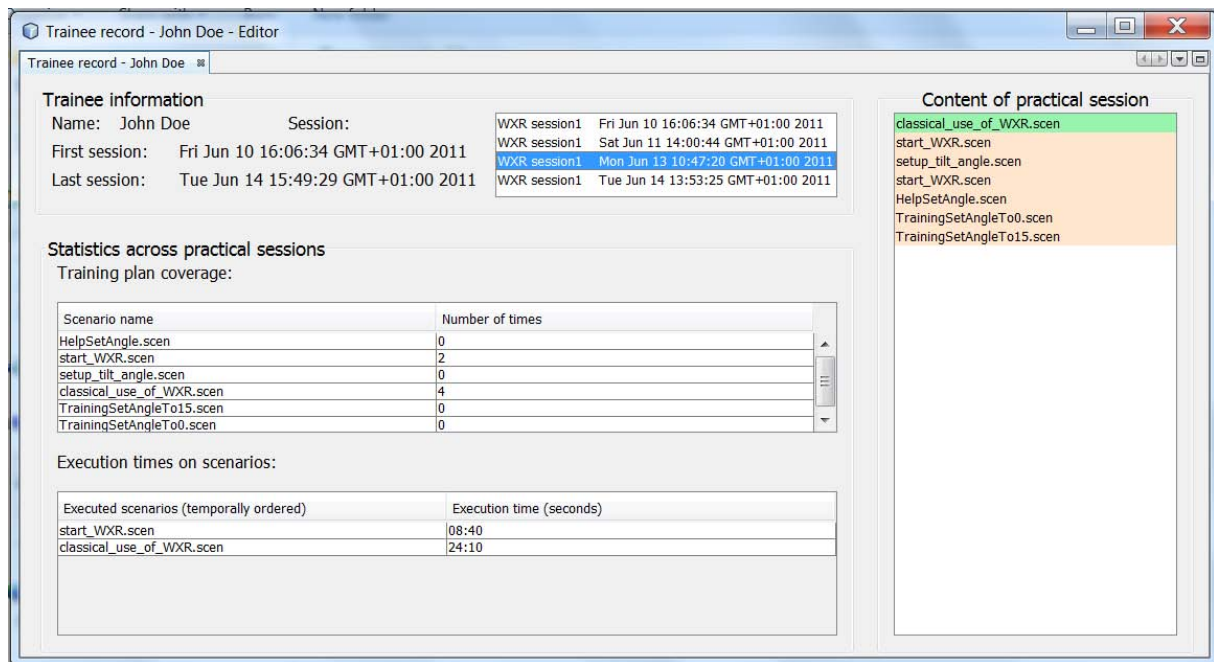 Trainee record - John Doe - Editor
Trainee record - John Doe
Trainee information
Name: John Doe Session:
First session: Fri Jun 10 16:06:34 GMT+01:00 2011
Last session: Tue Jun 14 15:49:29 GMT+01:00 2011
WXR session1 Fri Jun 10 16:06:34 GMT+01:00 2011
WXR session1 Sat Jun 11 14:00:44 GMT+01:00 2011
WXR session1 Mon Jun 13 10:47:20 GMT+01:00 2011
WXR session1 Tue Jun 14 13:53:25 GMT+01:00 2011
Statistics across practical sessions
Training plan coverage:
Scenario name Number of times
HelpSetAngle.scen 0
start_WXR.scen 2
setup_tilt_angle.scen 0
classical_use_of_WXR.scen 4
TrainingSetAngleTo15.scen 0
TrainingSetAngleTo0.scen 0
Execution times on scenarios:
Executed scenarios (temporally ordered) Execution time (seconds)
start_WXR.scen 08:40
classical_use_of_WXR.scen 24:10
Content of practical session
classical_use_of_WXR.scen
start_WXR.scen
setup_tilt_angle.scen
start_WXR.scen
HelpSetAngle.scen
TrainingSetAngleTo0.scen
TrainingSetAngleTo15.scen